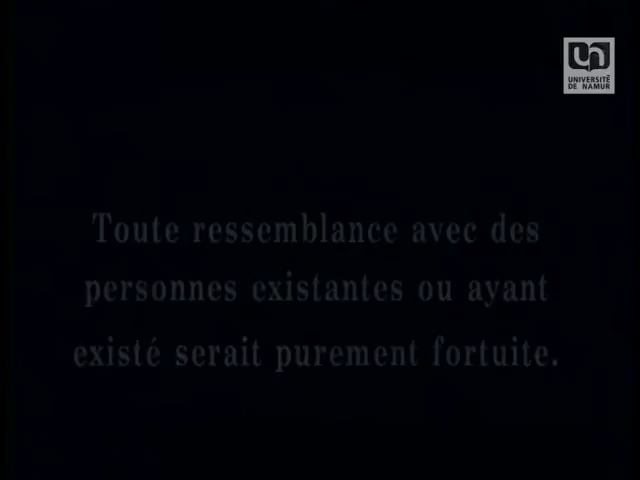 UNIVERSITÉ
DE NAMUR
Toute ressemblance avec des
personnes existantes ou ayant
existé serait purement fortuite.